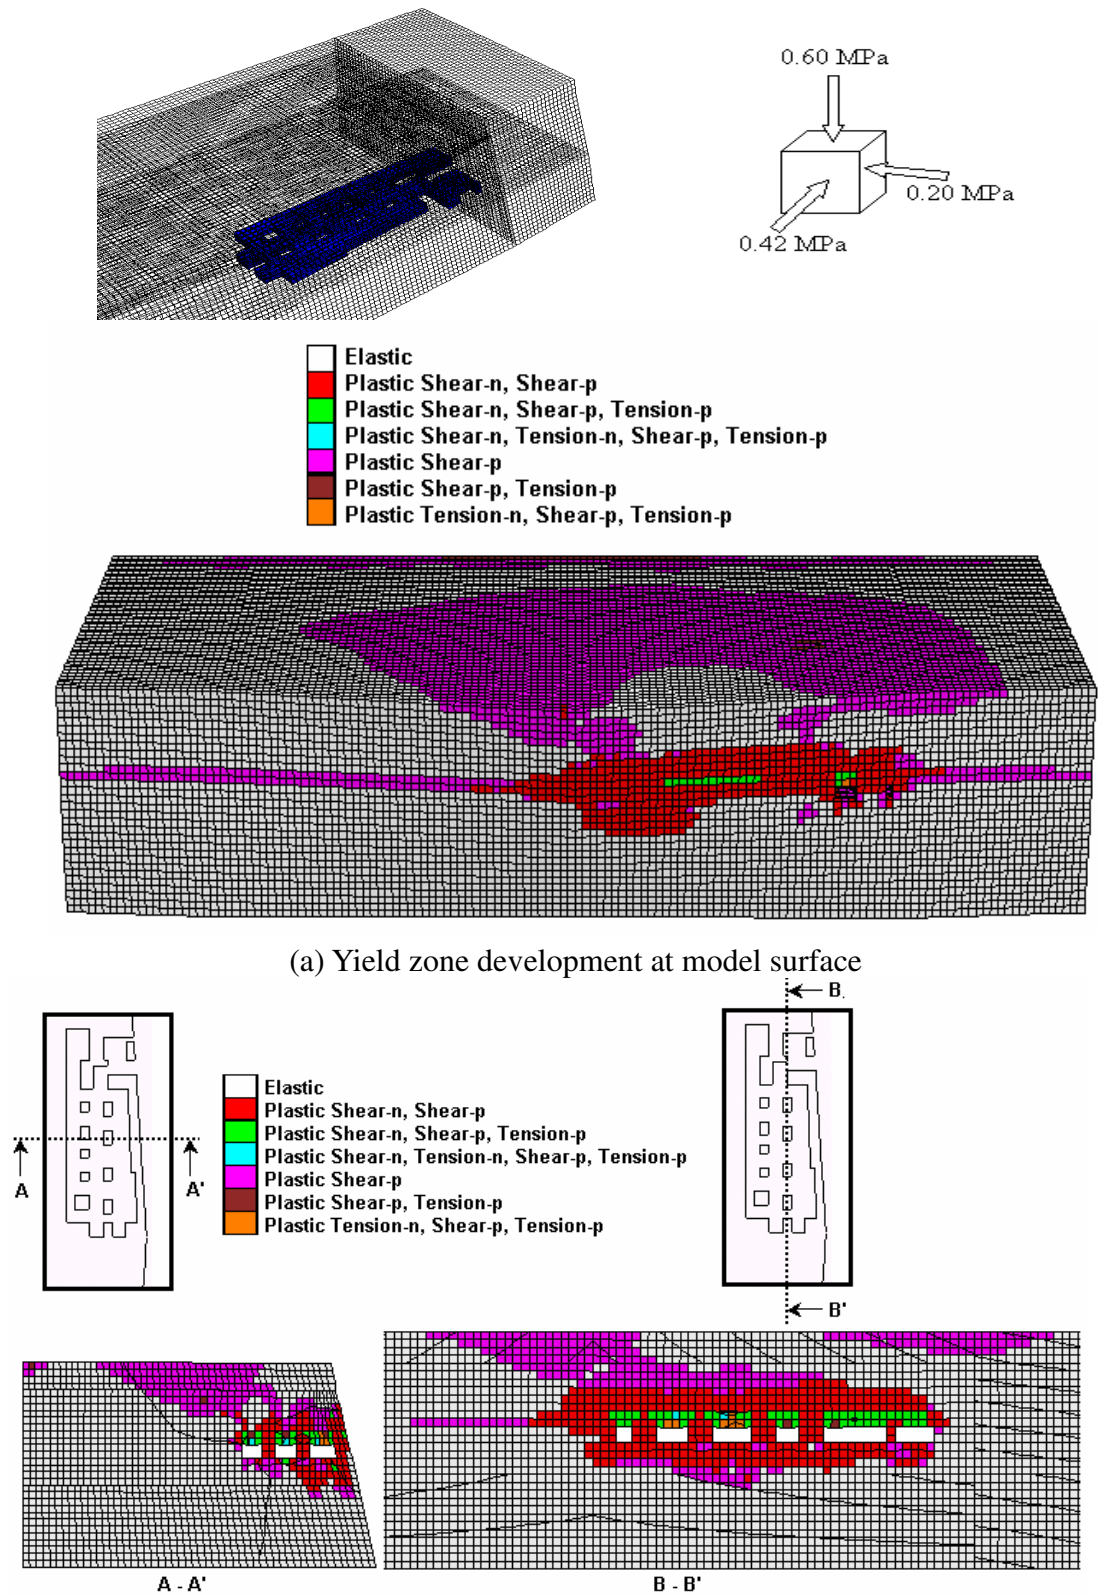 0.60 MPa
0.20 MPa
0.42 MPa
Elastic
Plastic Shear-n, Shear-p
Plastic Shear-n, Shear-p, Tension-p
Plastic Shear-n, Tension-n, Shear-p, Tension-p
Plastic Shear-p
Plastic Shear-p, Tension-p
Plastic Tension-n, Shear-p, Tension-p
(a) Yield zone development at model surface
B
A
A'
Elastic
Plastic Shear-n, Shear-p
Plastic Shear-n, Shear-p, Tension-p
Plastic Shear-n, Tension-n, Shear-p, Tension-p
Plastic Shear-p
Plastic Shear-p, Tension-p
Plastic Tension-n, Shear-p, Tension-p
B'
A - A'
B - B'